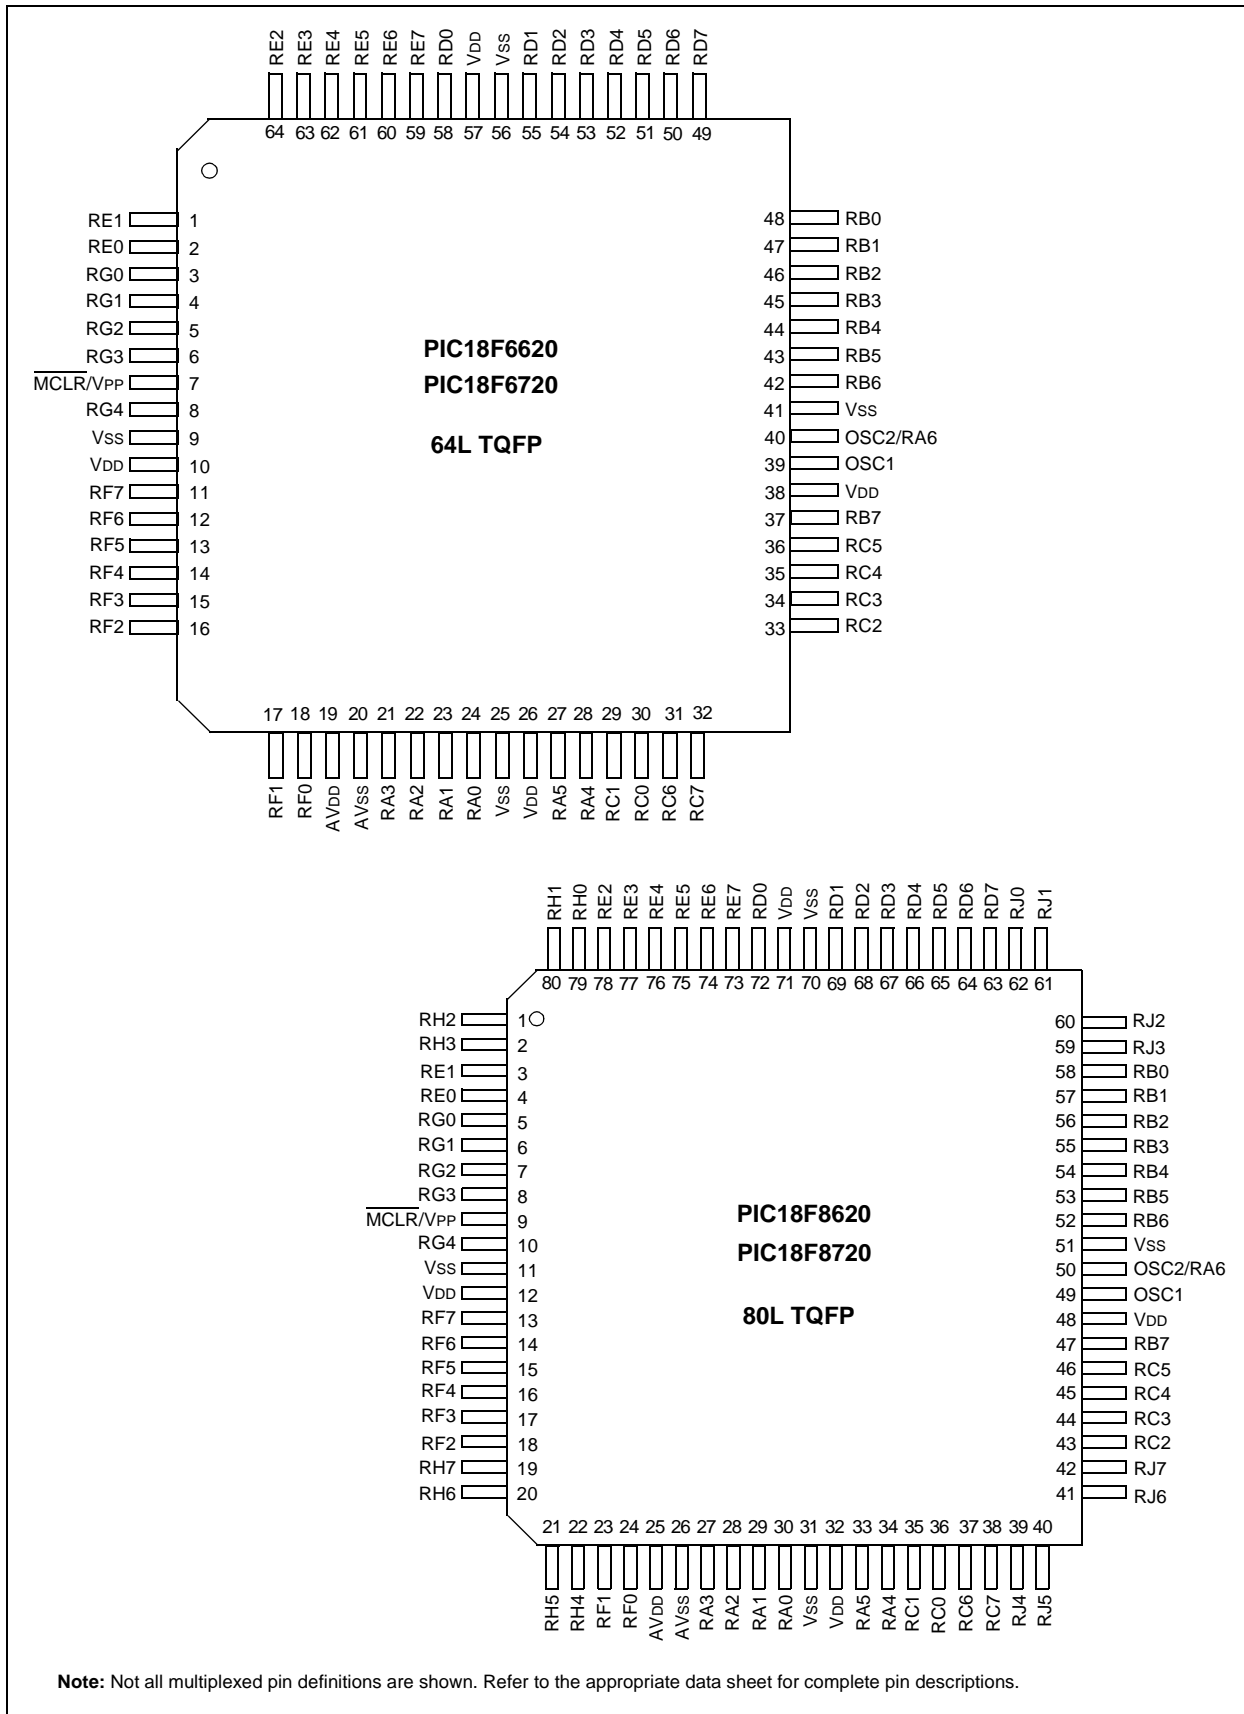 RE2 RE3 RE4 RE5 RE6 RE7 RD0 VDD VSS RD1 RD2 RD3 RD4 RD5 RD6 RD7
64 63 62 61 60 59 58 57 56 55 54 53 52 51 50 49
RE1 1 48 RB0
RE0 2 47 RB1
RG0 3 46 RB2
RG1 4 45 RB3
RG2 5 44 RB4
RG3 6 43 RB5
MCLR/VPP 7 42 RB6
RG4 8 41 VSS
VSS 9 40 OSC2/RA6
VDD 10 39 OSC1
RF7 11 38 VDD
RF6 12 37 RB7
RF5 13 36 RC5
RF4 14 35 RC4
RF3 15 34 RC3
RF2 16 33 RC2
PIC18F6620
PIC18F6720
64L TQFP
17 18 19 20 21 22 23 24 25 26 27 28 29 30 31 32
RF1 RF0 AVDD AVSS RA3 RA2 RA1 RA0 VSS VDD RA5 RA4 RC1 RC0 RC6 RC7
RH1 RH0 RE2 RE3 RE4 RE5 RE6 RE7 RD0 VDD VSS RD1 RD2 RD3 RD4 RD5 RD6 RD7 RJ0 RJ1
80 79 78 77 76 75 74 73 72 71 70 69 68 67 66 65 64 63 62 61
RH2 1 60 RJ2
RH3 2 59 RJ3
RE1 3 58 RB0
RE0 4 57 RB1
RG0 5 56 RB2
RG1 6 55 RB3
RG2 7 54 RB4
RG3 8 53 RB5
MCLR/VPP 9 52 RB6
RG4 10 51 VSS
VSS 11 50 OSC2/RA6
VDD 12 49 OSC1
RF7 13 48 VDD
RF6 14 47 RB7
RF5 15 46 RC5
RF4 16 45 RC4
RF3 17 44 RC3
RF2 18 43 RC2
RH7 19 42 RJ7
RH6 20 41 RJ6
PIC18F8620
PIC18F8720
80L TQFP
21 22 23 24 25 26 27 28 29 30 31 32 33 34 35 36 37 38 39 40
RH5 RH4 RF1 RF0 AVDD AVSS RA3 RA2 RA1 RA0 VSS VDD RA5 RA4 RC1 RC0 RC6 RC7 RJ4 RJ5
Note: Not all multiplexed pin definitions are shown. Refer to the appropriate data sheet for complete pin descriptions.